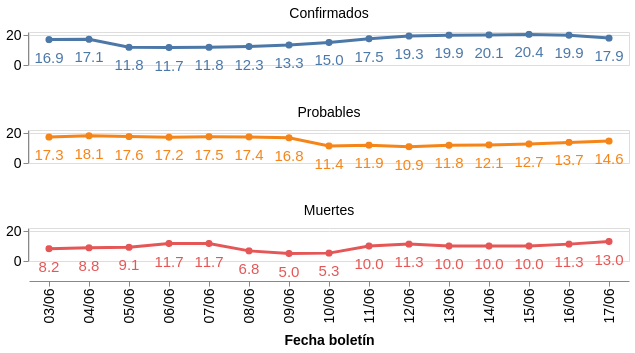 Confirmados
20
0
16.9 17.1 11.8 11.7 11.8 12.3 13.3 15.0 17.5 19.3 19.9 20.1 20.4 19.9 17.9
Probables
20
0
17.3 18.1 17.6 17.2 17.5 17.4 16.8 11.4 11.9 10.9 11.8 12.1 12.7 13.7 14.6
Muertes
20
0
8.2 8.8 9.1 11.7 11.7 6.8 5.0 5.3 10.0 11.3 10.0 10.0 10.0 11.3 13.0
03/06 04/06 05/06 06/06 07/06 08/06 09/06 10/06 11/06 12/06 13/06 14/06 15/06 16/06 17/06
Fecha boletín